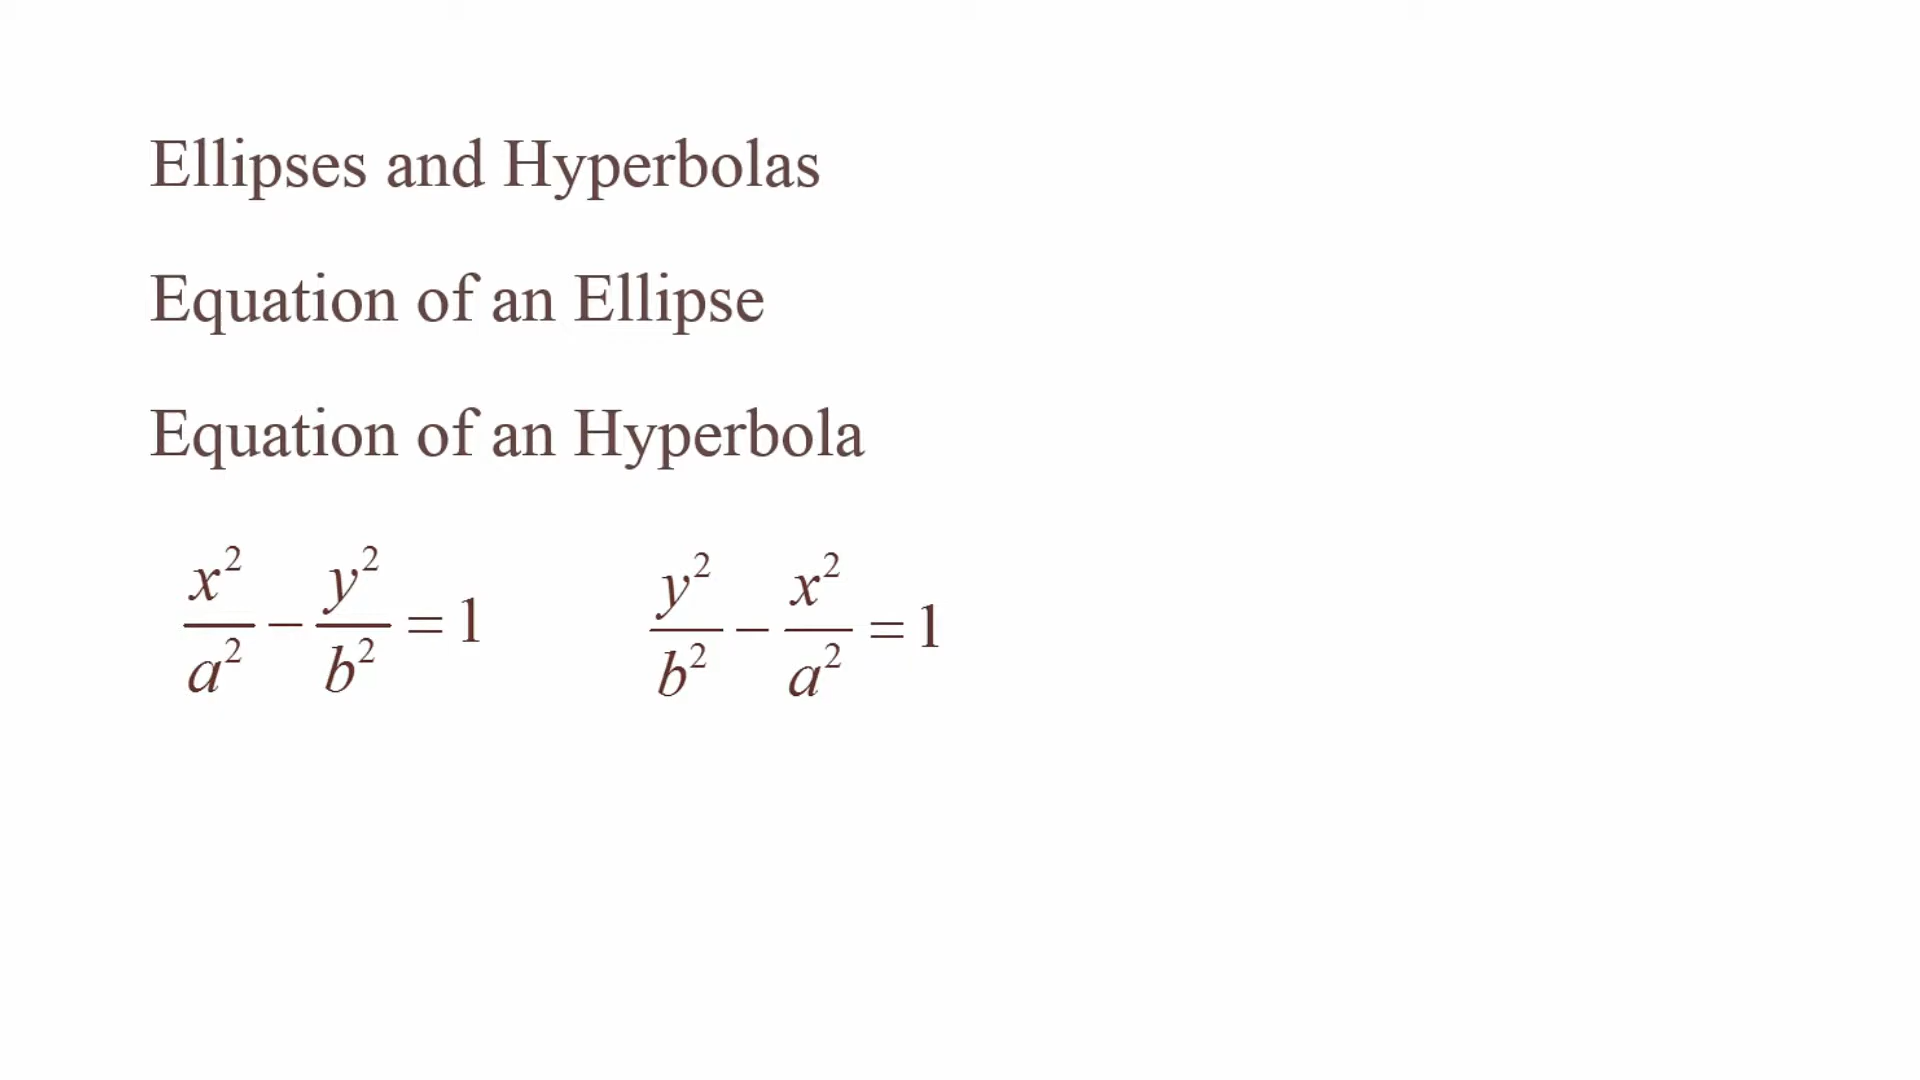 Ellipses and Hyperbolas
Equation of an Ellipse
Equation of an Hyperbola
x²/a² − y²/b² = 1    y²/b² − x²/a² = 1